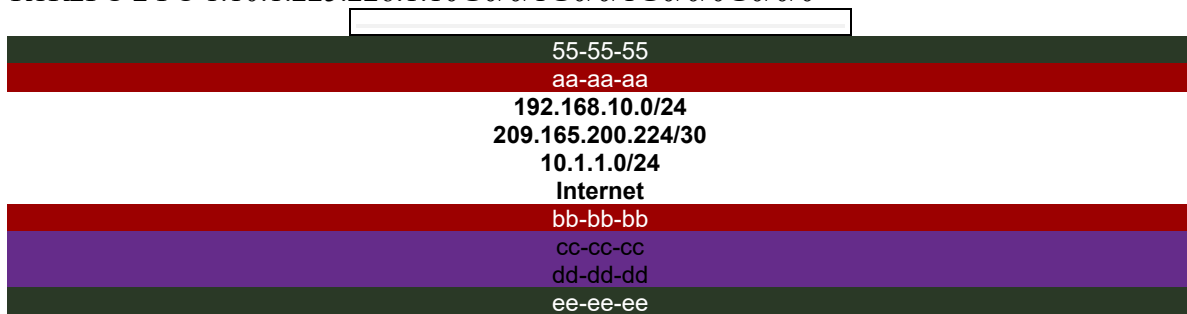 55-55-55
aa-aa-aa
192.168.10.0/24
209.165.200.224/30
10.1.1.0/24
Internet
bb-bb-bb
cc-cc-cc
dd-dd-dd
ee-ee-ee